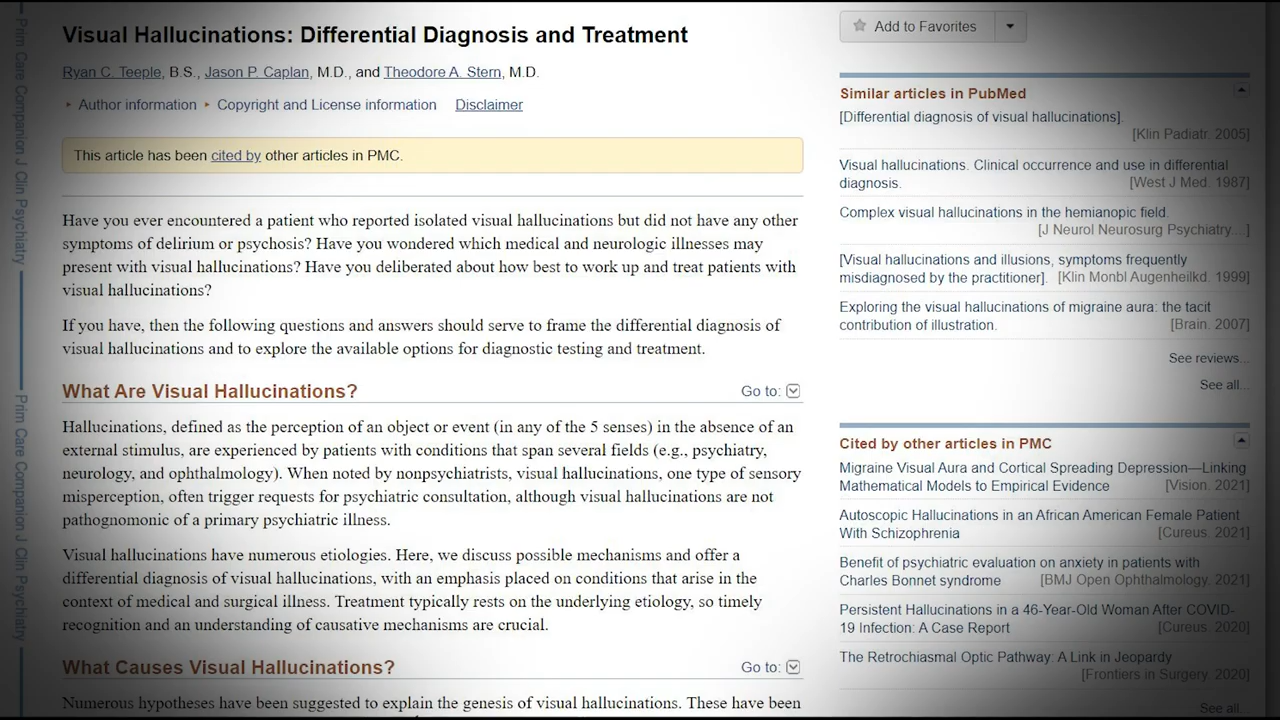 Prim Care Companion J Clin Psychiatry
Prim Care Companion J Clin Psychiatry
Visual Hallucinations: Differential Diagnosis and Treatment
Ryan C. Teeple, B.S., Jason P. Caplan, M.D., and Theodore A. Stern, M.D.
Author information Copyright and License information Disclaimer
This article has been cited by other articles in PMC.
Have you ever encountered a patient who reported isolated visual hallucinations but did not have any other
symptoms of delirium or psychosis? Have you wondered which medical and neurologic illnesses may
present with visual hallucinations? Have you deliberated about how best to work up and treat patients with
visual hallucinations?
If you have, then the following questions and answers should serve to frame the differential diagnosis of
visual hallucinations and to explore the available options for diagnostic testing and treatment.
What Are Visual Hallucinations?
Go to:
Hallucinations, defined as the perception of an object or event (in any of the 5 senses) in the absence of an
external stimulus, are experienced by patients with conditions that span several fields (e.g., psychiatry,
neurology, and ophthalmology). When noted by nonpsychiatrists, visual hallucinations, one type of sensory
misperception, often trigger requests for psychiatric consultation, although visual hallucinations are not
pathognomonic of a primary psychiatric illness.
Visual hallucinations have numerous etiologies. Here, we discuss possible mechanisms and offer a
differential diagnosis of visual hallucinations, with an emphasis placed on conditions that arise in the
context of medical and surgical illness. Treatment typically rests on the underlying etiology, so timely
recognition and an understanding of causative mechanisms are crucial.
What Causes Visual Hallucinations?
Go to:
Numerous hypotheses have been suggested to explain the genesis of visual hallucinations. These have been
Add to Favorites
Similar articles in PubMed
[Differential diagnosis of visual hallucinations].
[Klin Padiatr. 2005]
Visual hallucinations. Clinical occurrence and use in differential
diagnosis. [West J Med. 1987]
Complex visual hallucinations in the hemianopic field.
[J Neurol Neurosurg Psychiatry....]
[Visual hallucinations and illusions, symptoms frequently
misdiagnosed by the practitioner]. [Klin Monbl Augenheilkd. 1999]
Exploring the visual hallucinations of migraine aura: the tacit
contribution of illustration. [Brain. 2007]
See reviews...
See all...
Cited by other articles in PMC
Migraine Visual Aura and Cortical Spreading Depression—Linking
Mathematical Models to Empirical Evidence [Vision. 2021]
Autoscopic Hallucinations in an African American Female Patient
With Schizophrenia [Cureus. 2021]
Benefit of psychiatric evaluation on anxiety in patients with
Charles Bonnet syndrome [BMJ Open Ophthalmology. 2021]
Persistent Hallucinations in a 46-Year-Old Woman After COVID-
19 Infection: A Case Report [Cureus. 2020]
The Retrochiasmal Optic Pathway: A Link in Jeopardy
[Frontiers in Surgery. 2020]
See all...